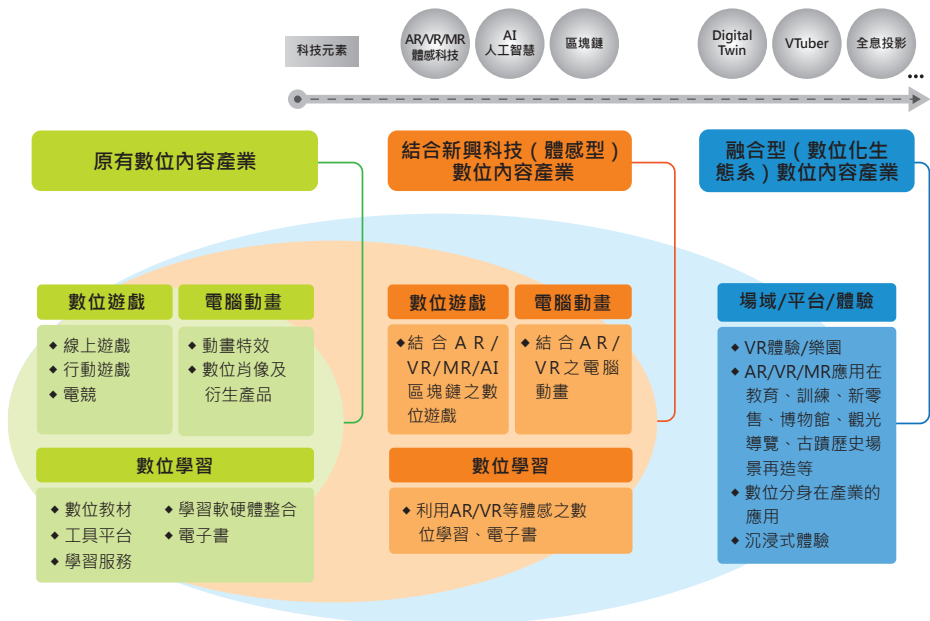 科技元素
AR/VR/MR
體感科技
AI
人工智慧
區塊鏈
Digital
Twin
VTuber
全息投影
...
原有數位內容產業
結合新興科技（體感型）
數位內容產業
融合型（數位化生
態系）數位內容產業
數位遊戲
◆ 線上遊戲
◆ 行動遊戲
◆ 電競
電腦動畫
◆ 動畫特效
◆ 數位肖像及
衍生產品
數位學習
◆ 數位教材
◆ 工具平台
◆ 學習服務
◆ 學習軟硬體整合
◆ 電子書
數位遊戲
◆ 結合AR/
VR/MR/AI
區塊鏈之數
位遊戲
電腦動畫
◆ 結合AR/
VR之電腦
動畫
數位學習
◆ 利用AR/VR等體感之數
位學習、電子書
場域/平台/體驗
◆ VR體驗/樂園
◆ AR/VR/MR應用在
教育、訓練、新零
售、博物館、觀光
導覽、古蹟歷史場
景再造等
◆ 數位分身在產業的
應用
◆ 沉浸式體驗